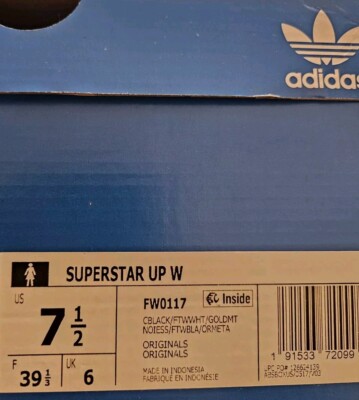 adidas
SUPERSTAR UP W
US
7 1/2
F
39 1/3
UK
6
FW0117
Inside
CBLACK/FTWWHT/GOLDMT
NOIESS/FTWBLA/ORMETA
ORIGINALS
ORIGINALS
MADE IN INDONESIA
FABRIQUÉ EN INDONÉSIE
1 91533 72099